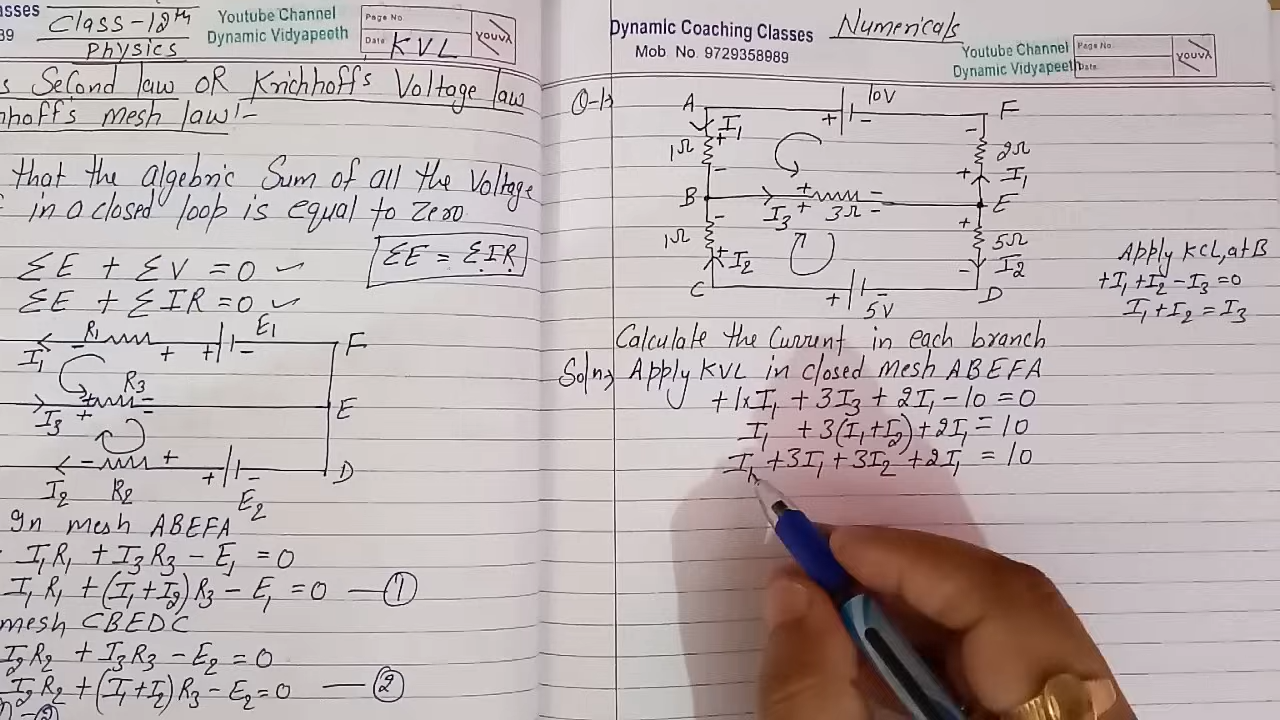 asses
39
Class-12th
Physics
Youtube Channel
Dynamic Vidyapeeth
Page No.
Date KVL
YOUVA
s Second law OR Krichhoff's Voltage law
hhoff's mesh law:-
that the algebric Sum of all the Voltage
in a closed loop is equal to zero
ΣE = ΣIR
ΣE + ΣV = 0
ΣE + ΣIR = 0
I1 - R1 + + E1 - F
R3
I3 + - E
I2 - R2 + + E2 - D
In mesh ABEFA
I1R1 + I3R3 - E1 = 0
I1R1 + (I1+I2)R3 - E1 = 0 — ①
mesh CBEDC
I2R2 + I3R3 - E2 = 0
I2R2 + (I1+I2)R3 - E2 = 0 — ②
Dynamic Coaching Classes
Mob. No. 9729358989
Numericals
Youtube Channel
Dynamic Vidyapeeth
Page No.
Date.
YOUVA
Q-1
A + 10V - F
I1 + 1Ω - - 2Ω + I1
B I3 + 3Ω - E
- 1Ω I2 + 5Ω - I2
C + 5V - D
Apply KCL, at B
+I1+I2-I3=0
I1+I2=I3
Calculate the Current in each branch
Soln Apply KVL in closed mesh ABEFA
+1×I1 + 3I3 + 2I1 - 10 = 0
I1 + 3(I1+I2) + 2I1 = 10
I1 + 3I1 + 3I2 + 2I1 = 10